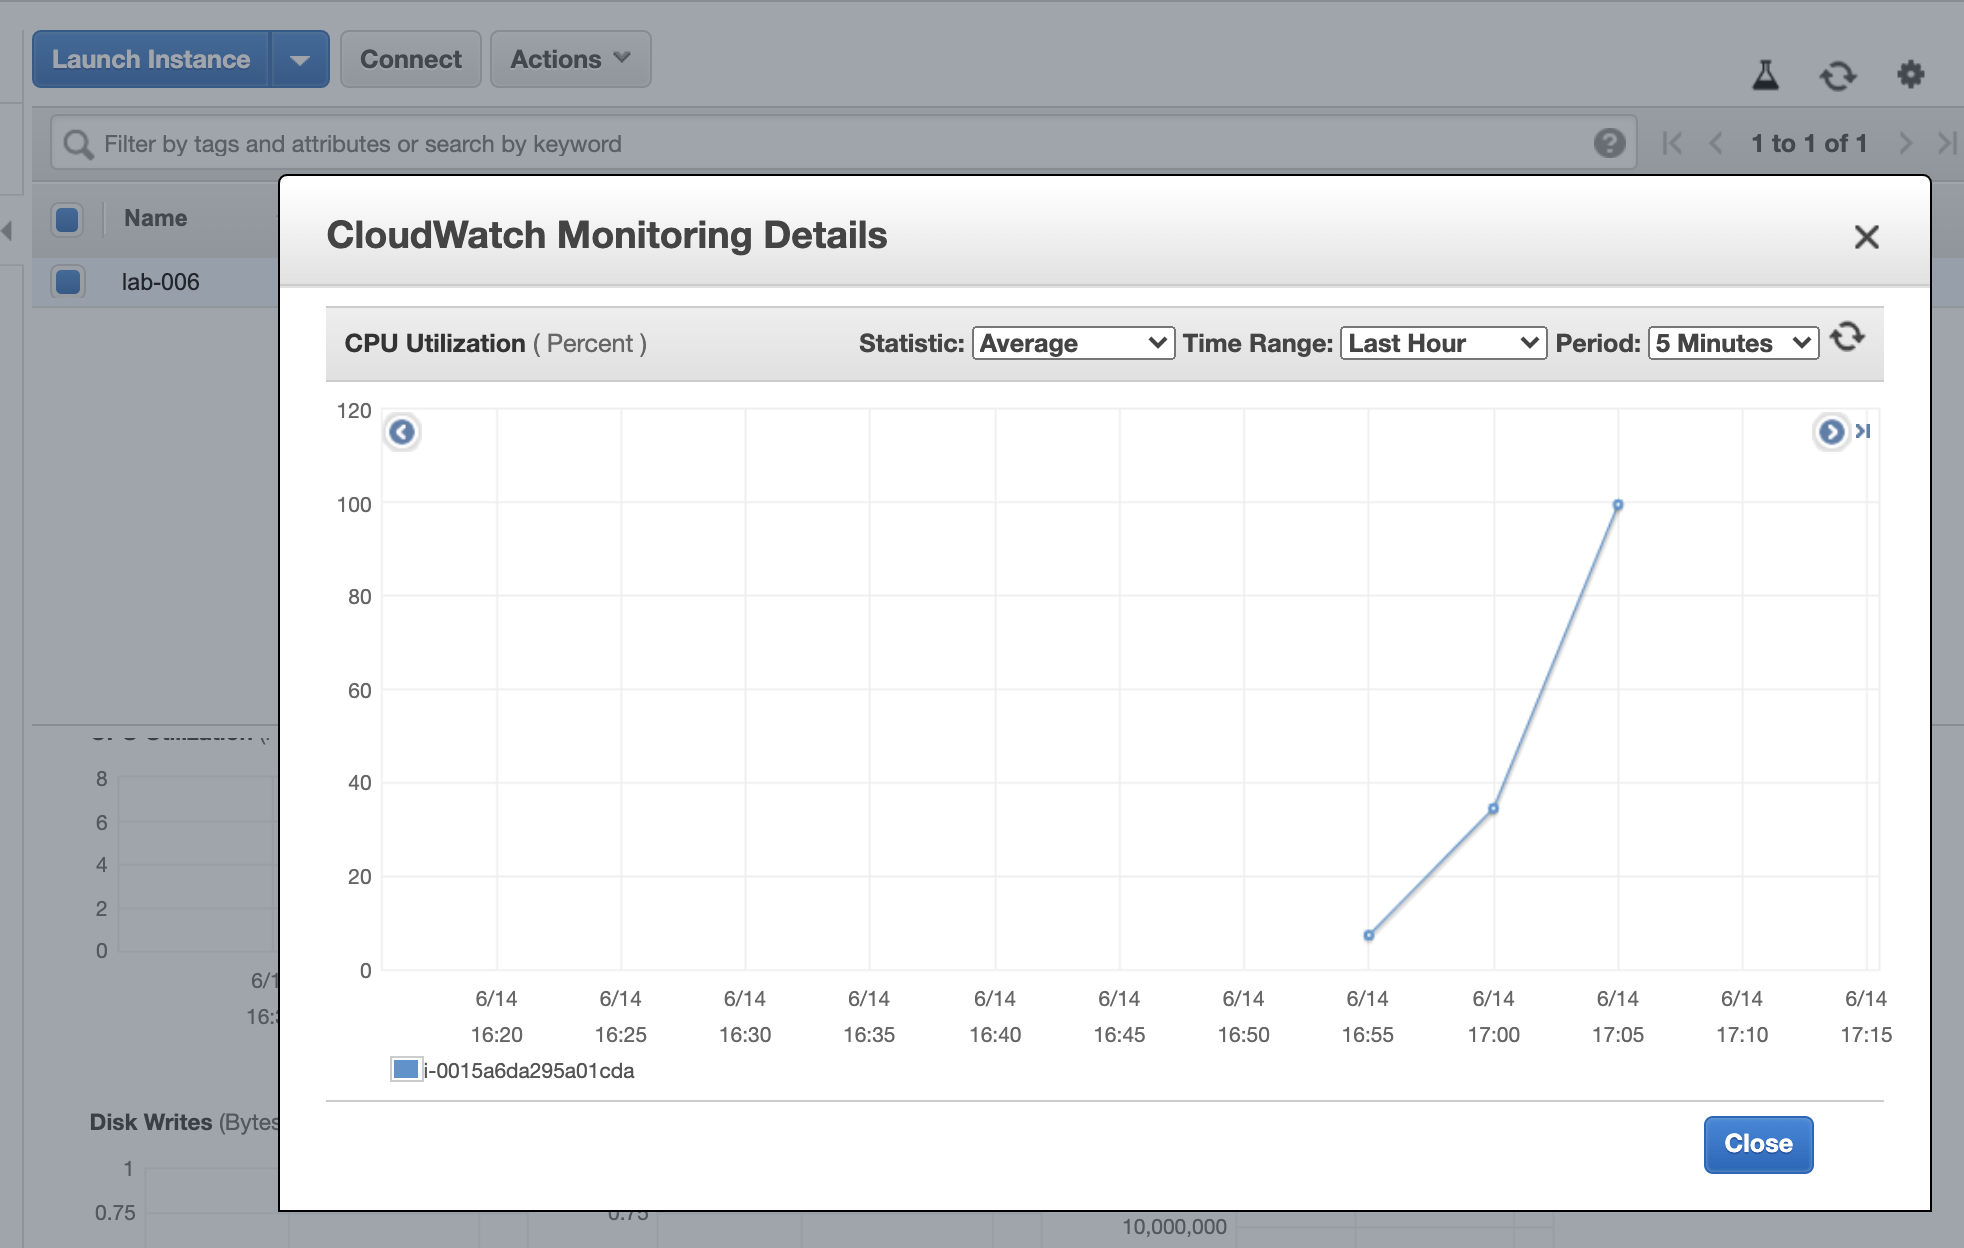 Launch Instance
Connect
Actions
Filter by tags and attributes or search by keyword
1 to 1 of 1
Name
lab-006
CloudWatch Monitoring Details
CPU Utilization ( Percent )
Statistic: Average Time Range: Last Hour Period: 5 Minutes
120
100
80
60
40
20
0
6/14 6/14 6/14 6/14 6/14 6/14 6/14 6/14 6/14 6/14 6/14 6/14
16:20 16:25 16:30 16:35 16:40 16:45 16:50 16:55 17:00 17:05 17:10 17:15
i-0015a6da295a01cda
Close
8
6
4
2
0
Disk Writes (Bytes
1
0.75
0.75
10,000,000